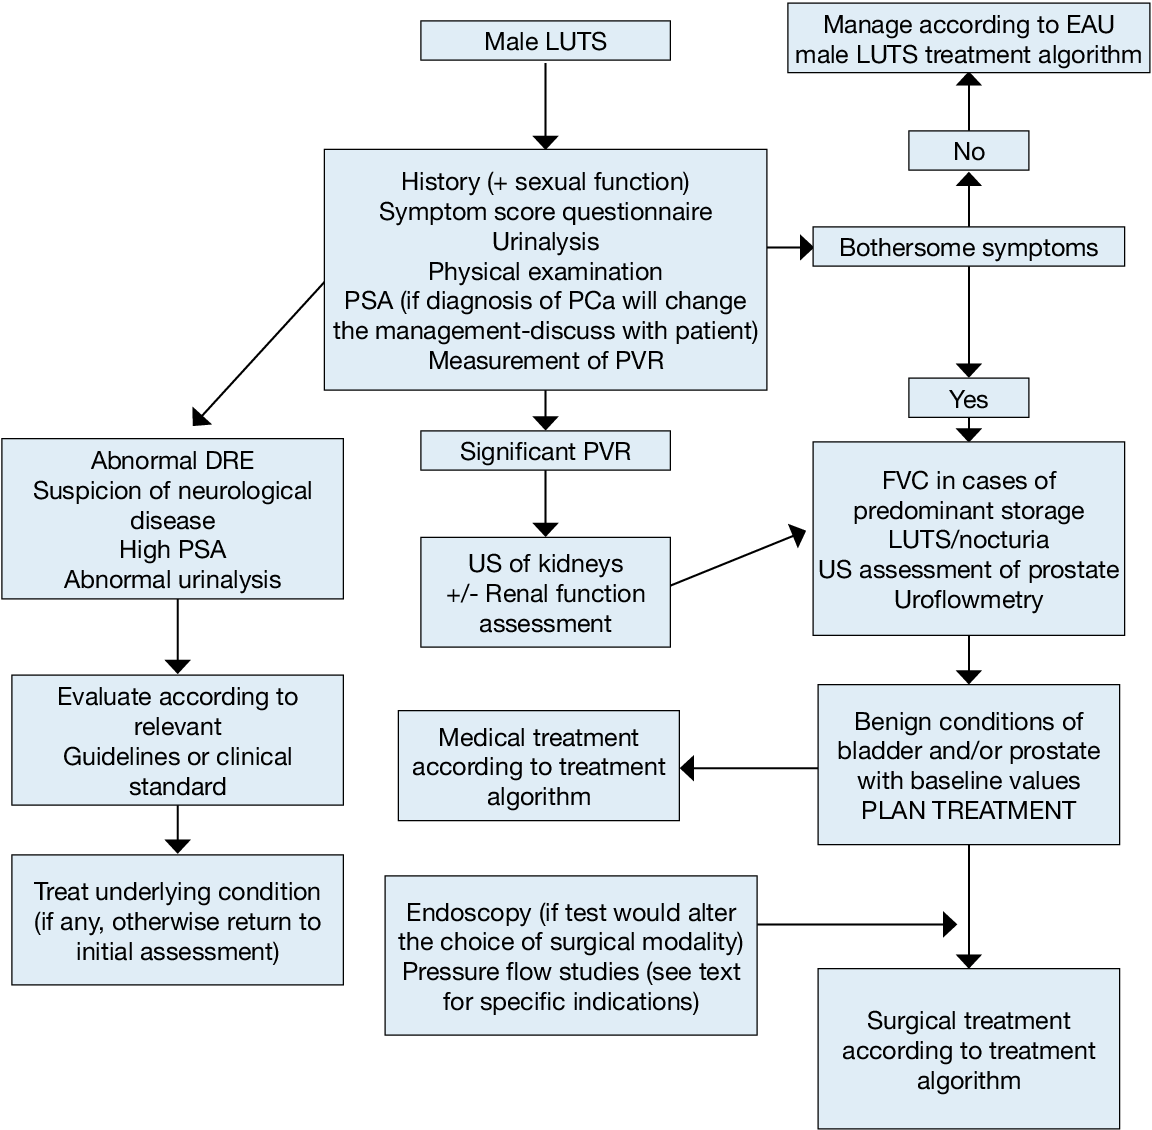 Male LUTS
Manage according to EAU
male LUTS treatment algorithm
No
History (+ sexual function)
Symptom score questionnaire
Urinalysis
Physical examination
PSA (if diagnosis of PCa will change
the management-discuss with patient)
Measurement of PVR
Bothersome symptoms
Yes
Abnormal DRE
Suspicion of neurological
disease
High PSA
Abnormal urinalysis
Significant PVR
US of kidneys
+/- Renal function
assessment
FVC in cases of
predominant storage
LUTS/nocturia
US assessment of prostate
Uroflowmetry
Evaluate according to
relevant
Guidelines or clinical
standard
Medical treatment
according to treatment
algorithm
Benign conditions of
bladder and/or prostate
with baseline values
PLAN TREATMENT
Treat underlying condition
(if any, otherwise return to
initial assessment)
Endoscopy (if test would alter
the choice of surgical modality)
Pressure flow studies (see text
for specific indications)
Surgical treatment
according to treatment
algorithm